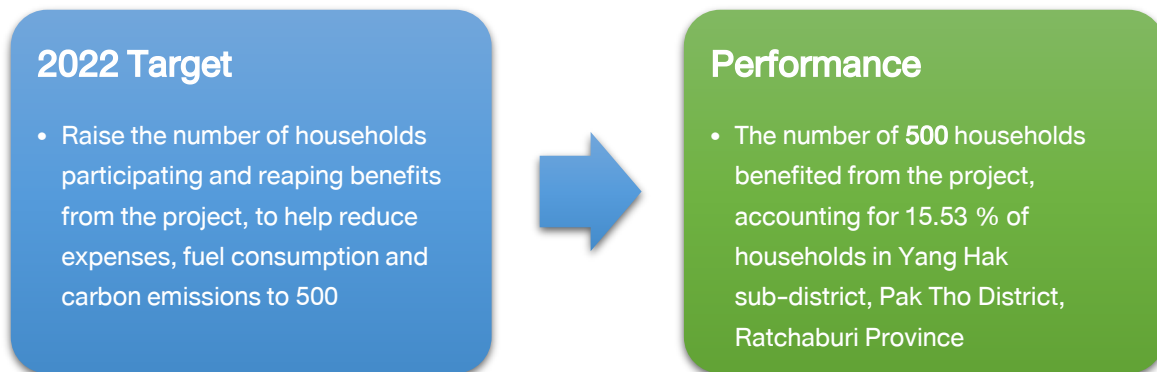 2022 Target
• Raise the number of households
participating and reaping benefits
from the project, to help reduce
expenses, fuel consumption and
carbon emissions to 500
Performance
• The number of 500 households
benefited from the project,
accounting for 15.53 % of
households in Yang Hak
sub-district, Pak Tho District,
Ratchaburi Province